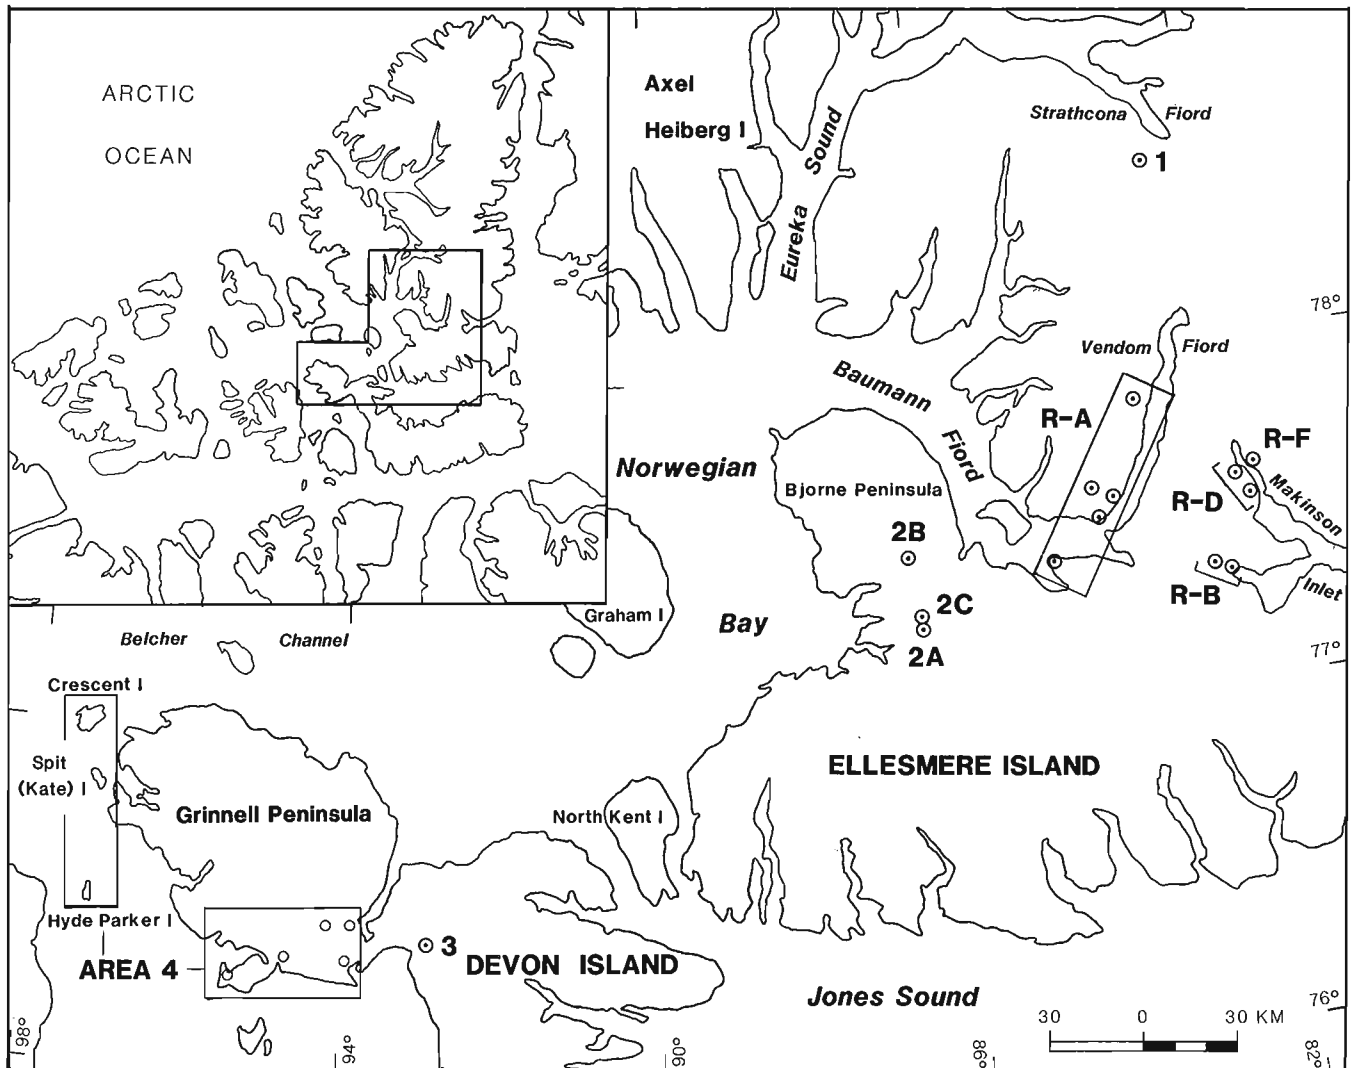 ARCTIC
OCEAN
Axel
Heiberg I
Eureka Sound
Strathcona Fiord
1
78°
Vendom Fiord
Baumann Fiord
R-A
R-F
R-D
Makinson Inlet
R-B
Norwegian
Bay
Bjorne Peninsula
2B
2C
2A
Graham I
77°
Belcher Channel
Crescent I
Spit
(Kate) I
Grinnell Peninsula
Hyde Parker I
AREA 4
North Kent I
ELLESMERE ISLAND
3
DEVON ISLAND
Jones Sound
76°
30 0 30 KM
98°
94°
90°
86°
82°